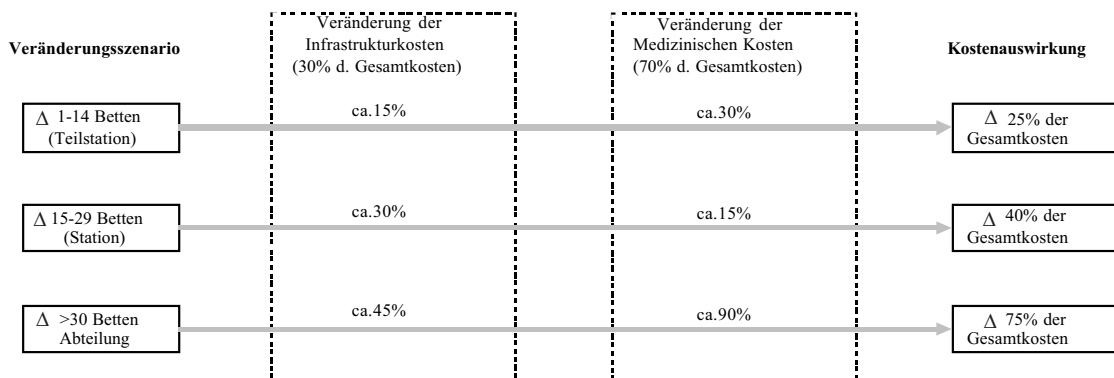 Veränderungsszenario
Veränderung der
Infrastrukturkosten
(30% d. Gesamtkosten)
Veränderung der
Medizinischen Kosten
(70% d. Gesamtkosten)
Kostenauswirkung
Δ 1-14 Betten
(Teilstation)
ca.15%
ca.30%
Δ 25% der
Gesamtkosten
Δ 15-29 Betten
(Station)
ca.30%
ca.15%
Δ 40% der
Gesamtkosten
Δ >30 Betten
Abteilung
ca.45%
ca.90%
Δ 75% der
Gesamtkosten